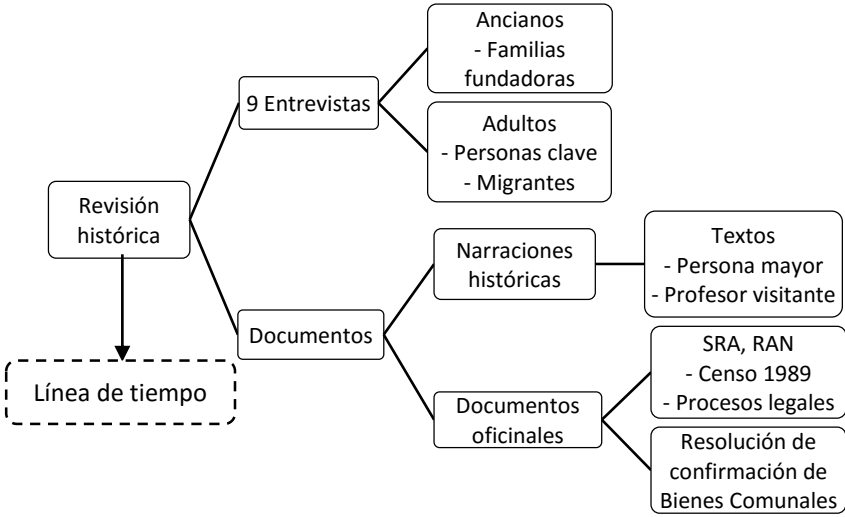 Revisión
histórica
Línea de tiempo
9 Entrevistas
Ancianos
- Familias
fundadoras
Adultos
- Personas clave
- Migrantes
Documentos
Narraciones
históricas
Textos
- Persona mayor
- Profesor visitante
Documentos
oficinales
SRA, RAN
- Censo 1989
- Procesos legales
Resolución de
confirmación de
Bienes Comunales